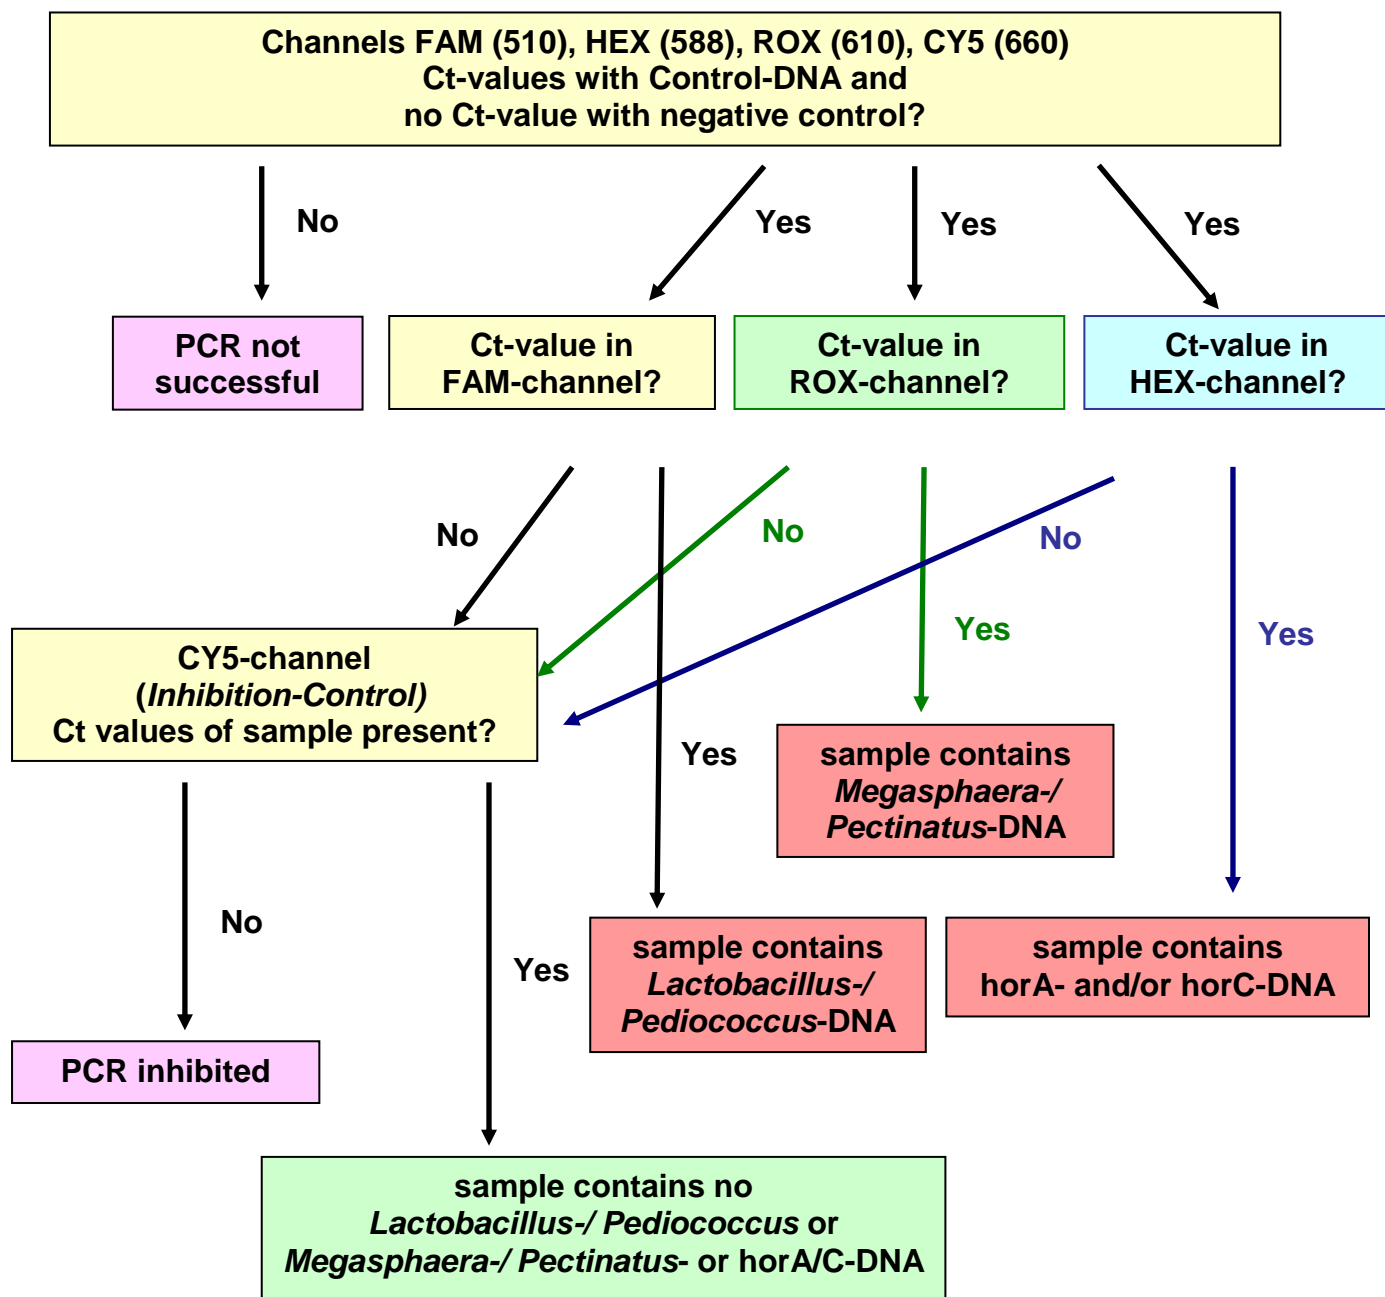 Channels FAM (510), HEX (588), ROX (610), CY5 (660)
Ct-values with Control-DNA and
no Ct-value with negative control?
No
Yes
Yes
Yes
PCR not
successful
Ct-value in
FAM-channel?
Ct-value in
ROX-channel?
Ct-value in
HEX-channel?
No
No
No
Yes
Yes
CY5-channel
(Inhibition-Control)
Ct values of sample present?
Yes
sample contains
Megasphaera-/
Pectinatus-DNA
No
Yes
sample contains
Lactobacillus-/
Pediococcus-DNA
sample contains
horA- and/or horC-DNA
PCR inhibited
sample contains no
Lactobacillus-/ Pediococcus or
Megasphaera-/ Pectinatus- or horA/C-DNA